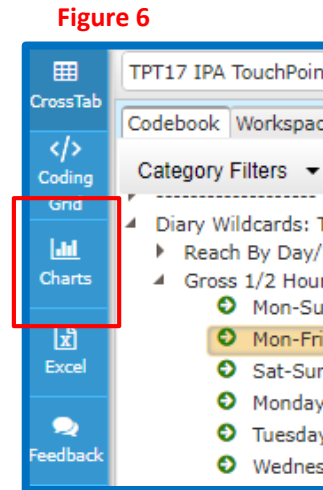 Figure 6
CrossTab
</>
Coding
Grid
Charts
Excel
Feedback
TPT17 IPA TouchPoin
Codebook Workspac
Category Filters
--------------------
Diary Wildcards: T
Reach By Day/
Gross 1/2 Hour
Mon-Su
Mon-Fri
Sat-Sun
Monday
Tuesday
Wednes